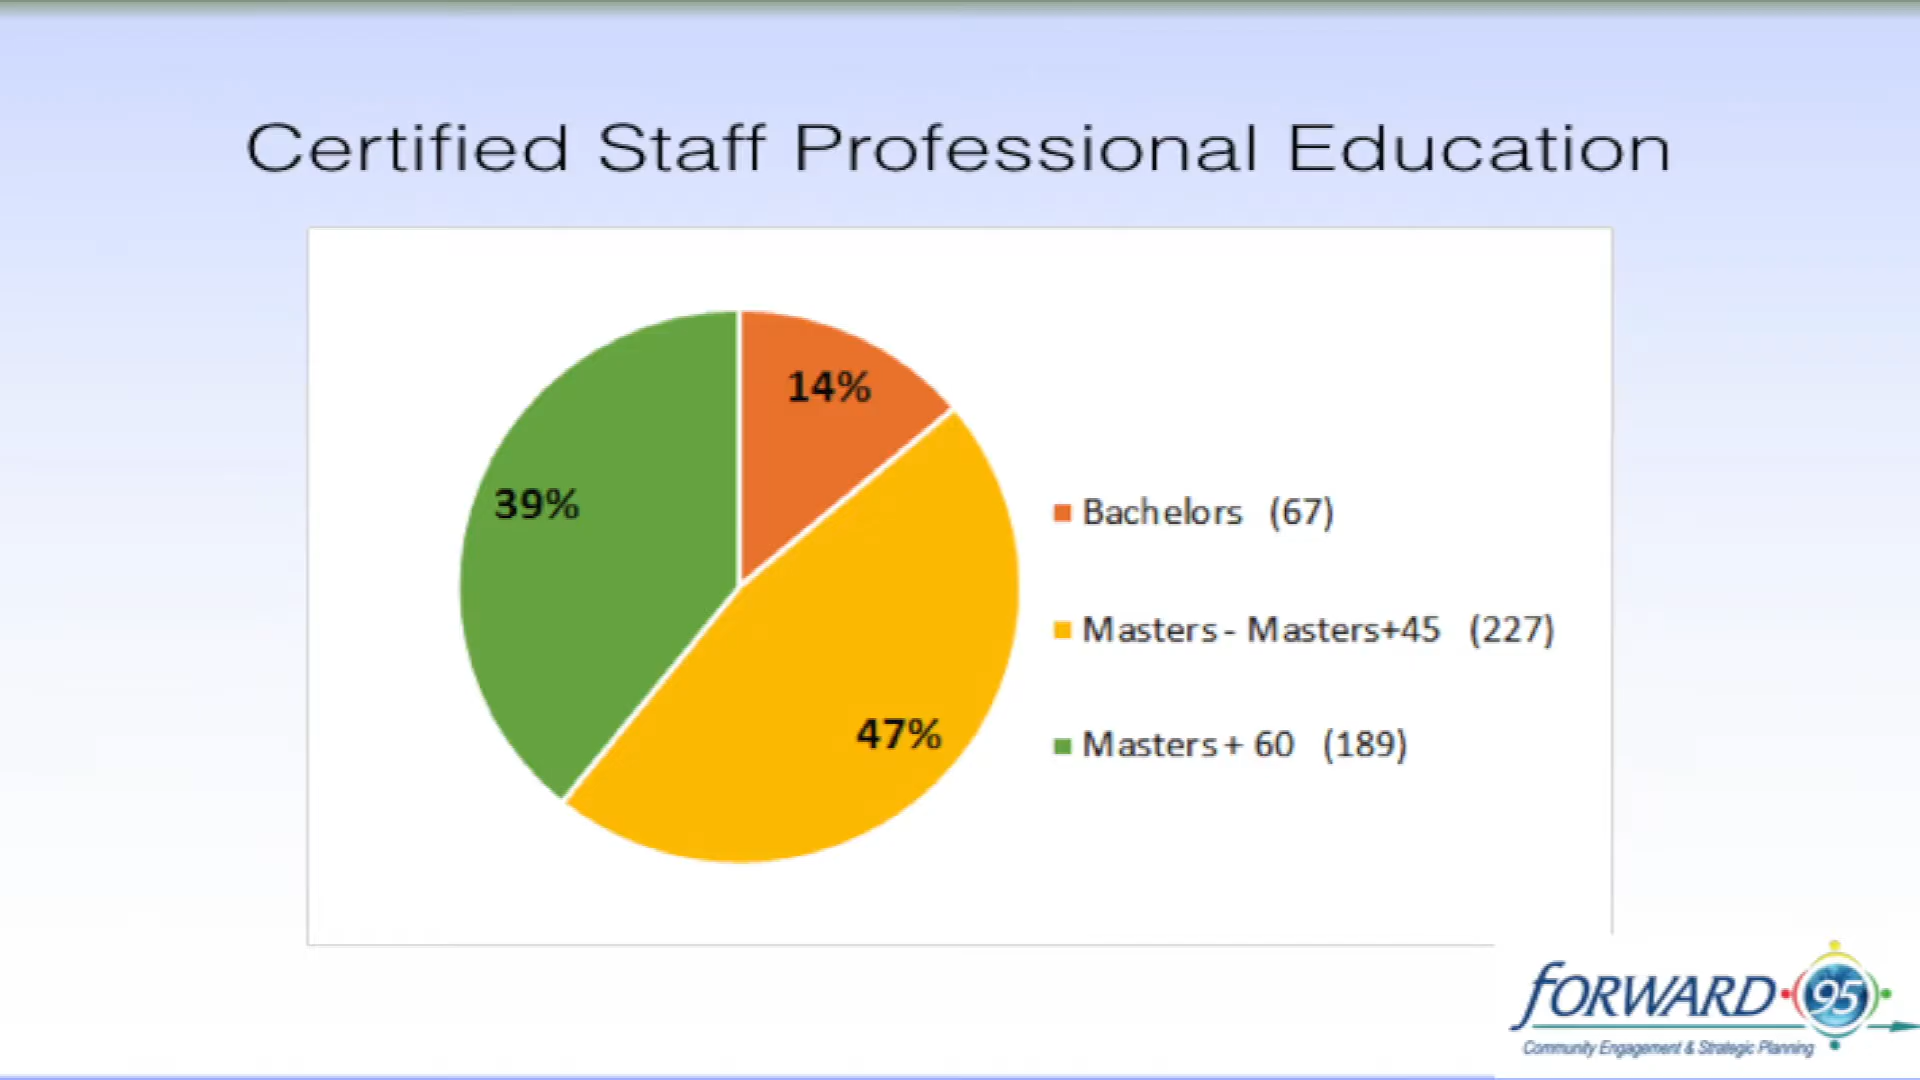 Certified Staff Professional Education
14%
39%
47%
Bachelors (67)
Masters - Masters+45 (227)
Masters + 60 (189)
FORWARD 95
Community Engagement & Strategic Planning